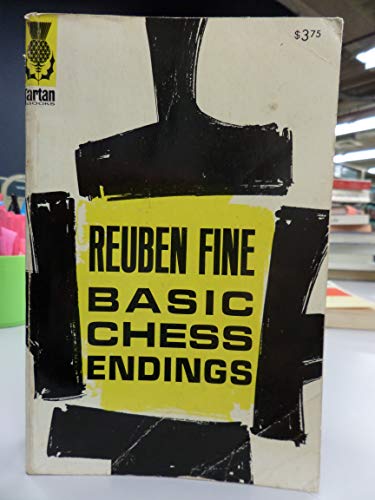 $3.75
tartan
BOOKS
REUBEN FINE
BASIC
CHESS
ENDINGS